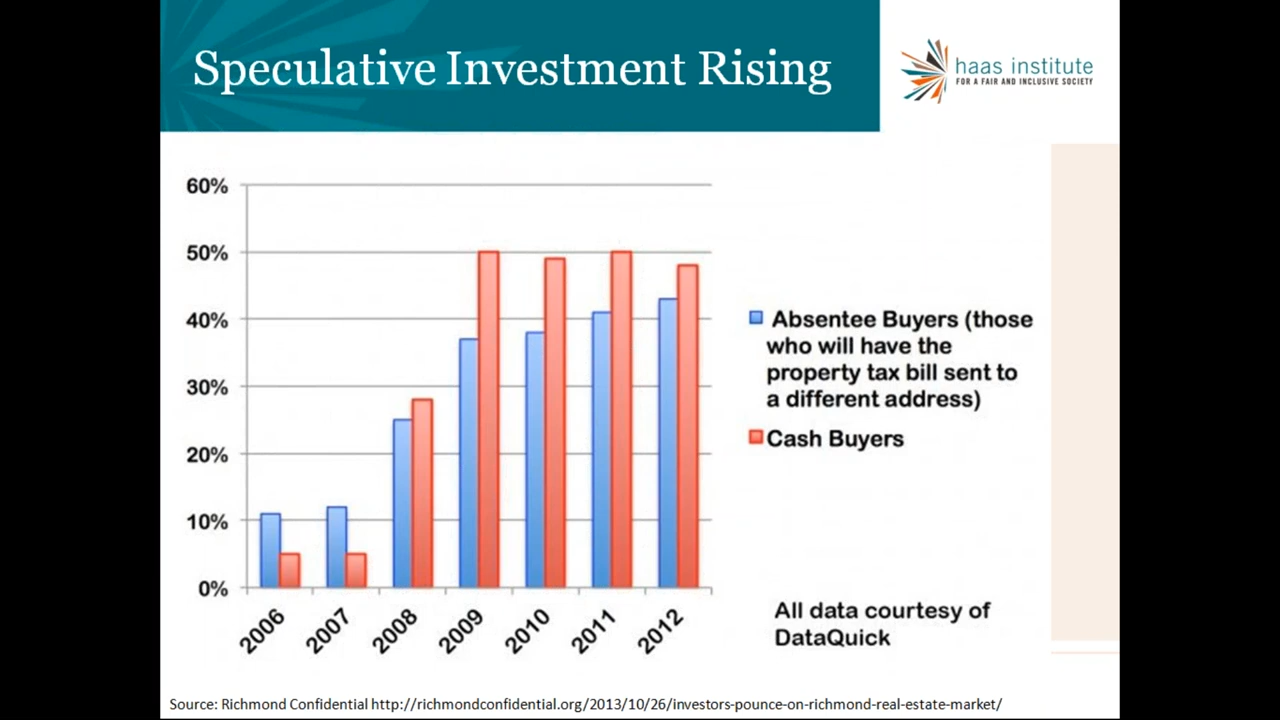 Speculative Investment Rising
haas institute
FOR A FAIR AND INCLUSIVE SOCIETY
60%
50%
40%
30%
20%
10%
0%
2006
2007
2008
2009
2010
2011
2012
Absentee Buyers (those
who will have the
property tax bill sent to
a different address)
Cash Buyers
All data courtesy of
DataQuick
Source: Richmond Confidential http://richmondconfidential.org/2013/10/26/investors-pounce-on-richmond-real-estate-market/